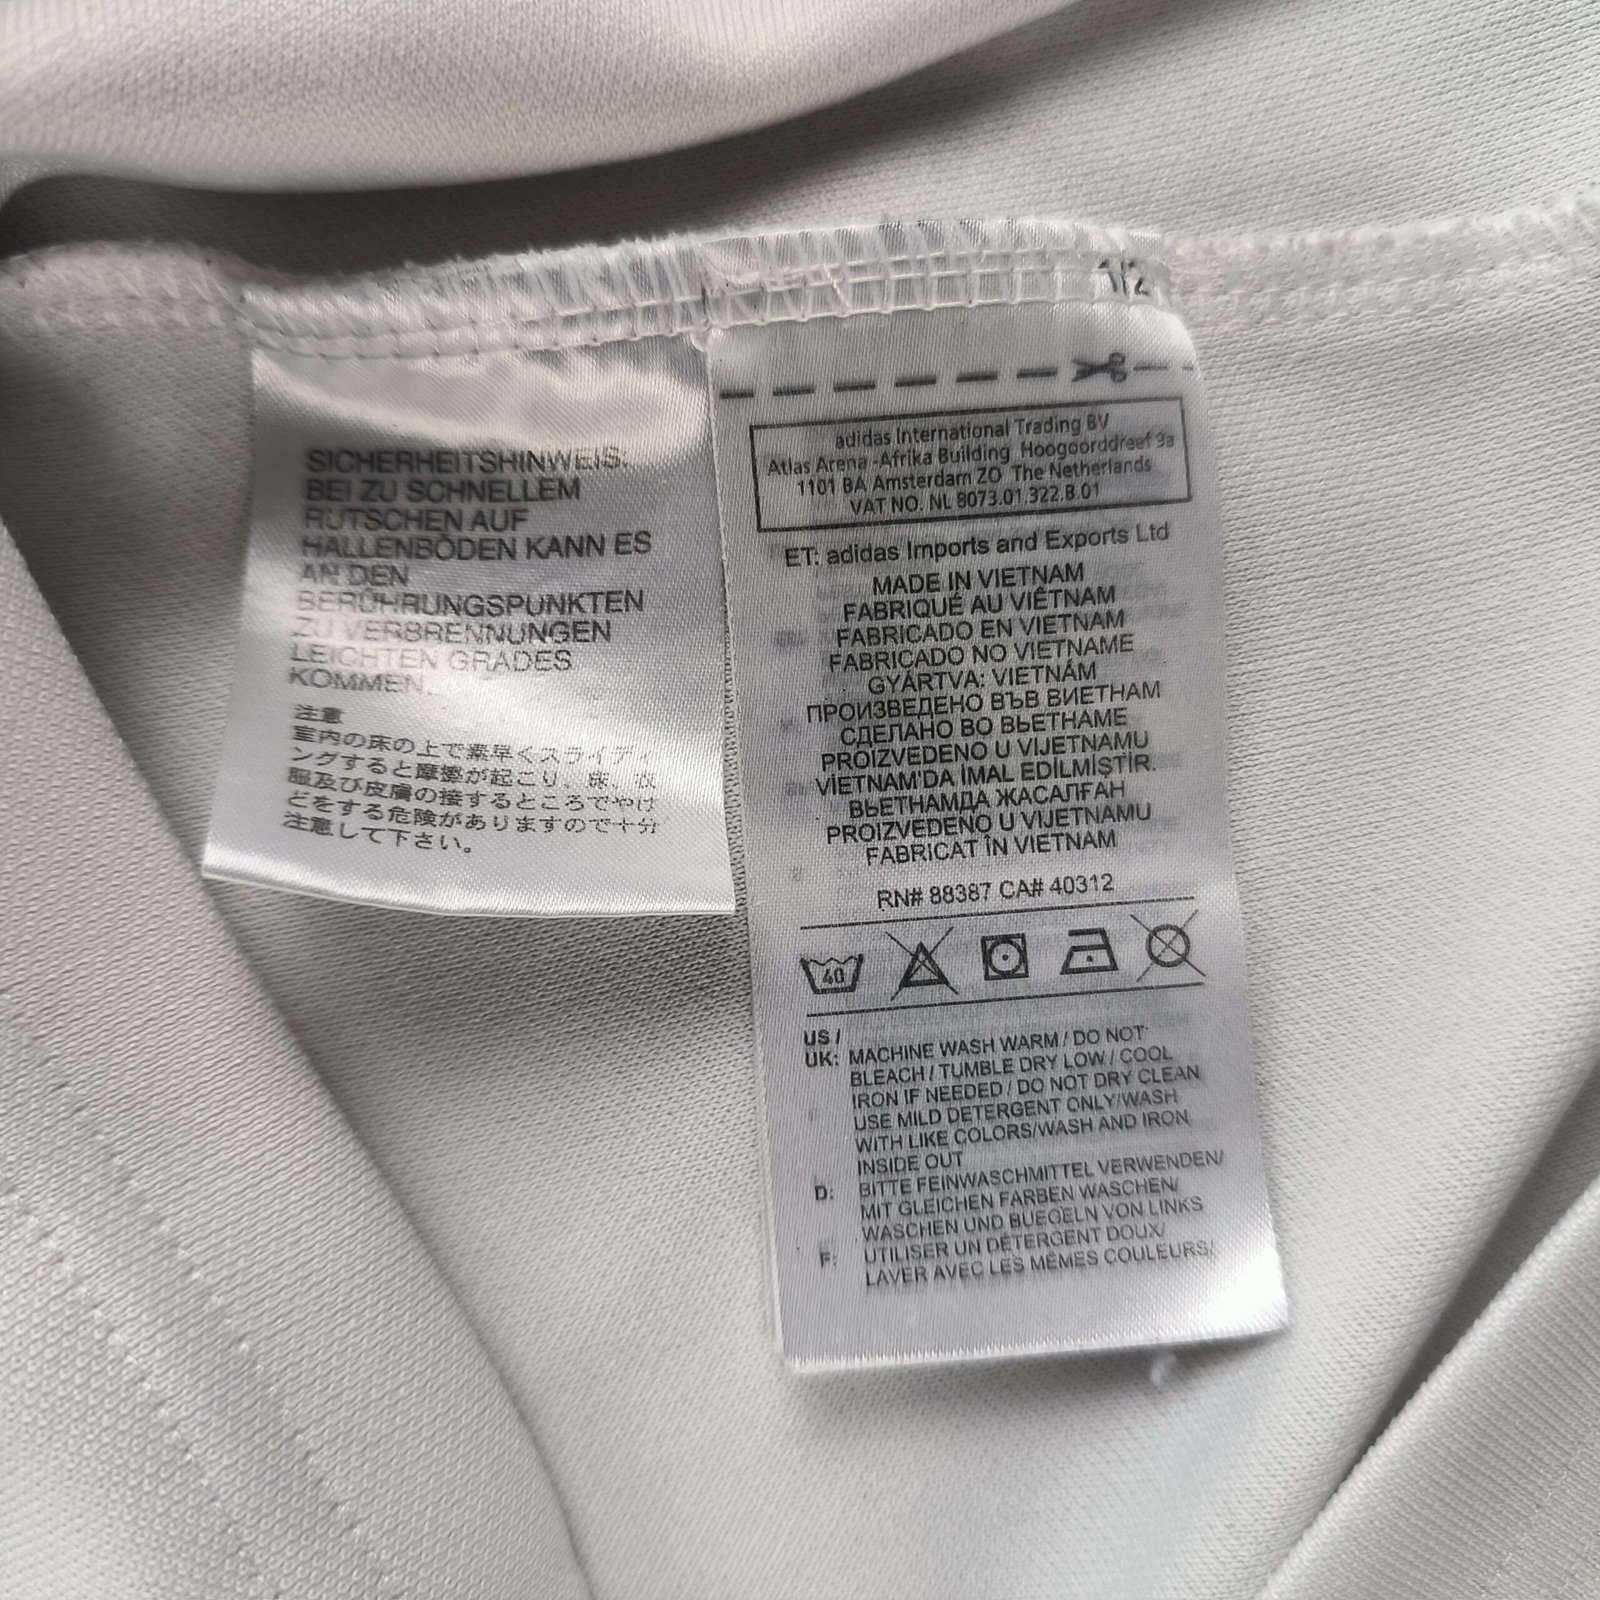 SICHERHEITSHINWEIS:
BEI ZU SCHNELLEM
RUTSCHEN AUF
HALLENBÖDEN KANN ES
AN DEN
BERÜHRUNGSPUNKTEN
ZU VERBRENNUNGEN
LEICHTEN GRADES
KOMMEN.
注意
室内の床の上で素早くスライディ
ングすると摩擦が起こり、床、衣
服及び皮膚の接するところでやけ
どをする危険がありますので十分
注意して下さい。
1/2
adidas International Trading BV
Atlas Arena -Afrika Building Hoogoorddreef 9a
1101 BA Amsterdam ZO The Netherlands
VAT NO. NL 8073.01.322.B.01
ET: adidas Imports and Exports Ltd
MADE IN VIETNAM
FABRIQUÉ AU VIÊTNAM
FABRICADO EN VIETNAM
FABRICADO NO VIETNAME
GYÁRTVA: VIETNÁM
ПРОИЗВЕДЕНО ВЪВ ВИЕТНАМ
СДЕЛАНО ВО ВЬЕТНАМЕ
PROIZVEDENO U VIJETNAMU
VİETNAM'DA İMAL EDİLMİŞTİR.
ВЬЕТНАМДА ЖАСАЛҒАН
PROIZVEDENO U VIJETNAMU
FABRICAT ÎN VIETNAM
RN# 88387 CA# 40312
40
US /
UK: MACHINE WASH WARM / DO NOT
BLEACH / TUMBLE DRY LOW / COOL
IRON IF NEEDED / DO NOT DRY CLEAN
USE MILD DETERGENT ONLY/WASH
WITH LIKE COLORS/WASH AND IRON
INSIDE OUT
D: BITTE FEINWASCHMITTEL VERWENDEN/
MIT GLEICHEN FARBEN WASCHEN/
WASCHEN UND BUEGELN VON LINKS
F: UTILISER UN DÉTERGENT DOUX/
LAVER AVEC LES MÊMES COULEURS/